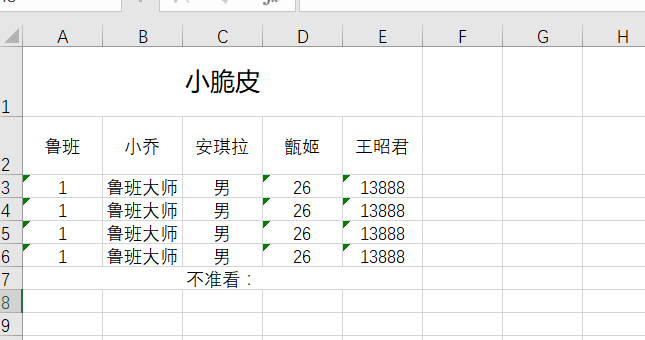 A B C D E F G H
1 小脆皮
2 鲁班 小乔 安琪拉 甑姬 王昭君
3 1 鲁班大师 男 26 13888
4 1 鲁班大师 男 26 13888
5 1 鲁班大师 男 26 13888
6 1 鲁班大师 男 26 13888
7 不准看：
8
9